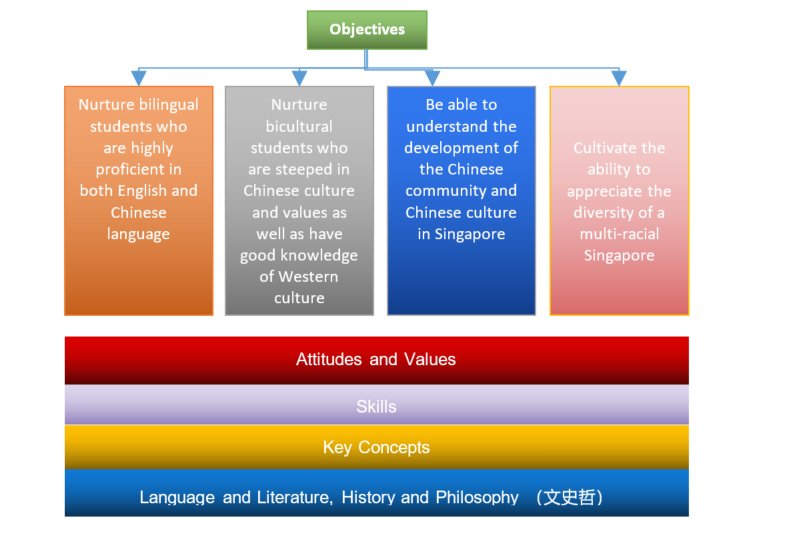 Objectives
Nurture bilingual
students who
are highly
proficient in
both English and
Chinese
language
Nurture
bicultural
students who
are steeped in
Chinese culture
and values as
well as have
good knowledge
of Western
culture
Be able to
understand the
development of
the Chinese
community and
Chinese culture
in Singapore
Cultivate the
ability to
appreciate the
diversity of a
multi-racial
Singapore
Attitudes and Values
Skills
Key Concepts
Language and Literature, History and Philosophy （文史哲）